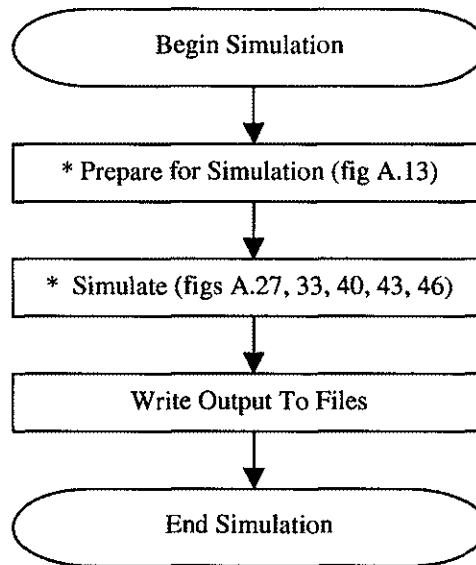 Begin Simulation
* Prepare for Simulation (fig A.13)
* Simulate (figs A.27, 33, 40, 43, 46)
Write Output To Files
End Simulation